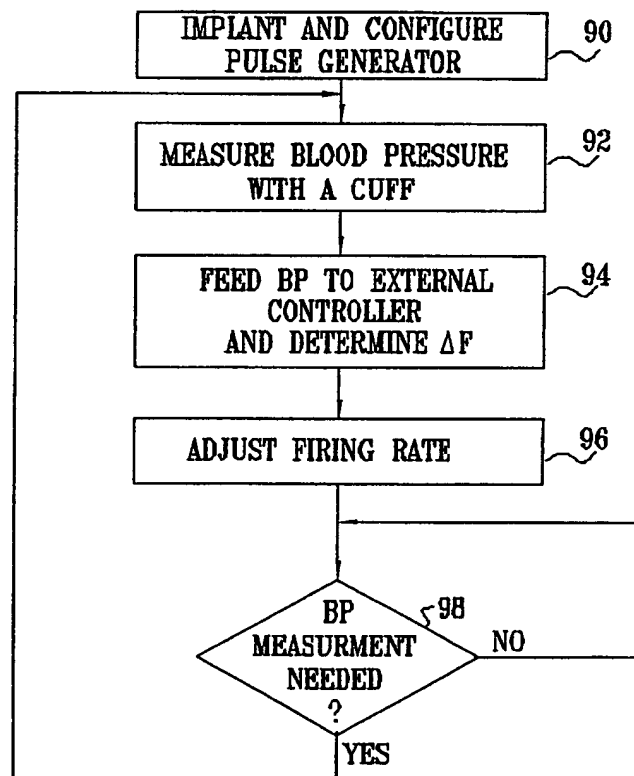 IMPLANT AND CONFIGURE
PULSE GENERATOR
90
MEASURE BLOOD PRESSURE
WITH A CUFF
92
FEED BP TO EXTERNAL
CONTROLLER
AND DETERMINE ΔF
94
ADJUST FIRING RATE
96
BP
MEASURMENT
NEEDED
?
98
NO
YES